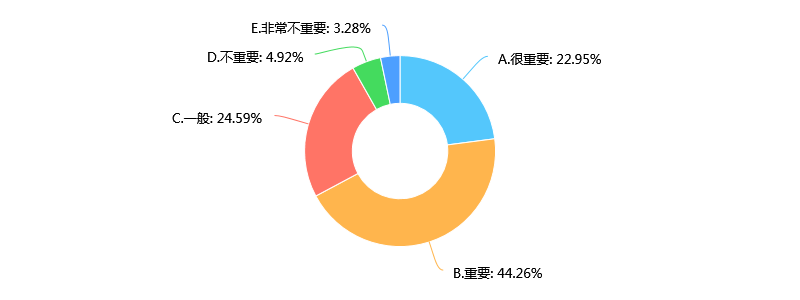 E.非常不重要: 3.28%
D.不重要: 4.92%
A.很重要: 22.95%
C.一般: 24.59%
B.重要: 44.26%